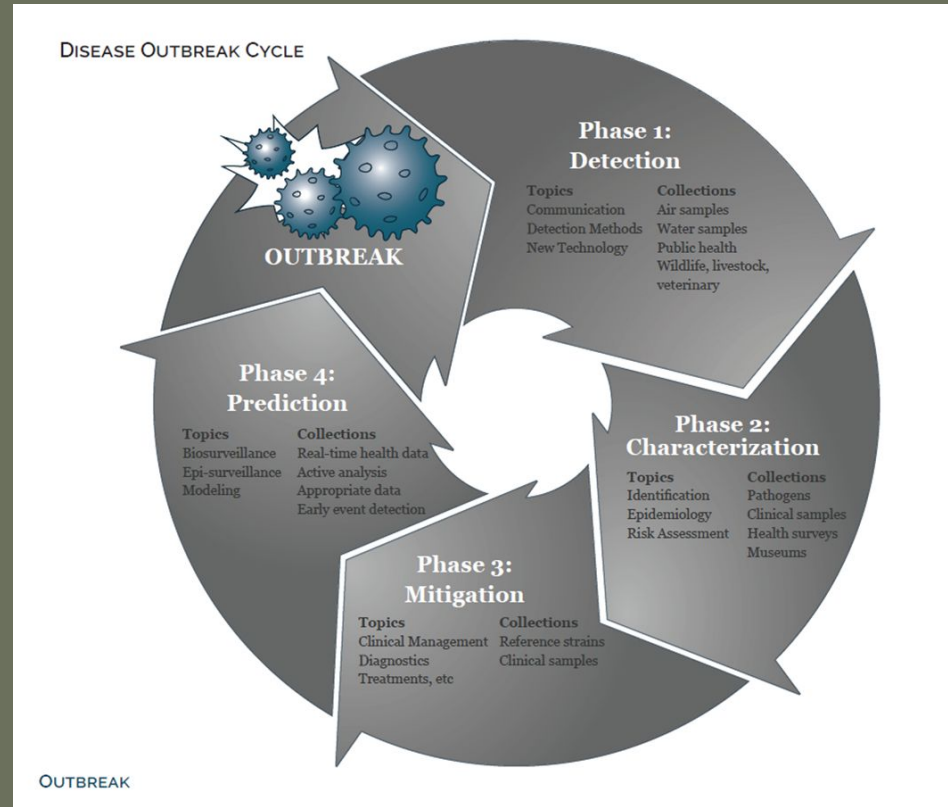 DISEASE OUTBREAK CYCLE
OUTBREAK
Phase 1:
Detection
Topics
Communication
Detection Methods
New Technology
Collections
Air samples
Water samples
Public health
Wildlife, livestock,
veterinary
Phase 2:
Characterization
Topics
Identification
Epidemiology
Risk Assessment
Collections
Pathogens
Clinical samples
Health surveys
Museums
Phase 3:
Mitigation
Topics
Clinical Management
Diagnostics
Treatments, etc
Collections
Reference strains
Clinical samples
Phase 4:
Prediction
Topics
Biosurveillance
Epi-surveillance
Modeling
Collections
Real-time health data
Active analysis
Appropriate data
Early event detection
OUTBREAK